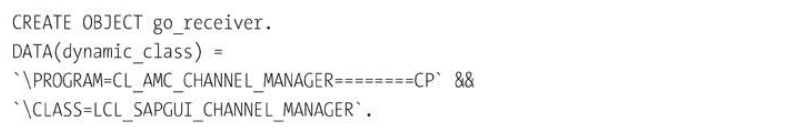 CREATE OBJECT go_receiver.
DATA(dynamic_class) =
`\PROGRAM=CL_AMC_CHANNEL_MANAGER========CP` &&
`\CLASS=LCL_SAPGUI_CHANNEL_MANAGER`.